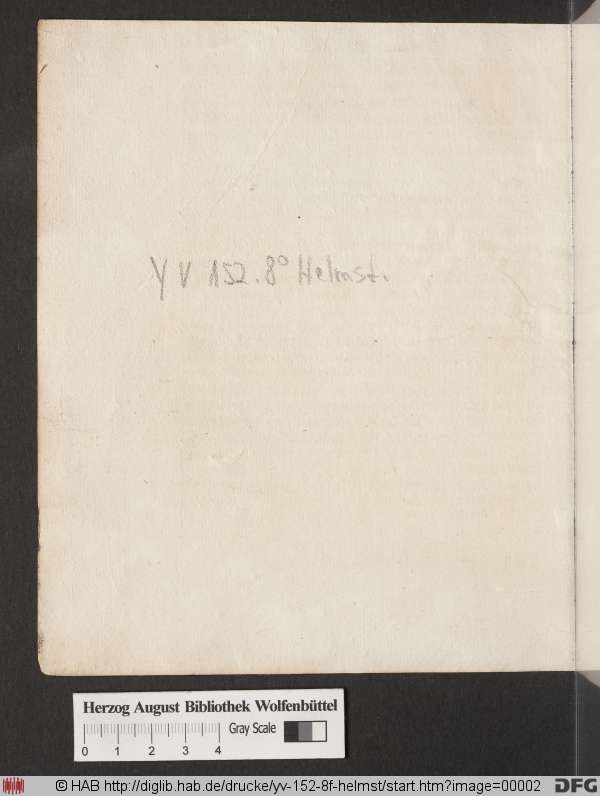 YV 152.8° Helmst.
Herzog August Bibliothek Wolfenbüttel
Gray Scale
0 1 2 3 4
© HAB http://diglib.hab.de/drucke/yv-152-8f-helmst/start.htm?image=00002
DFG